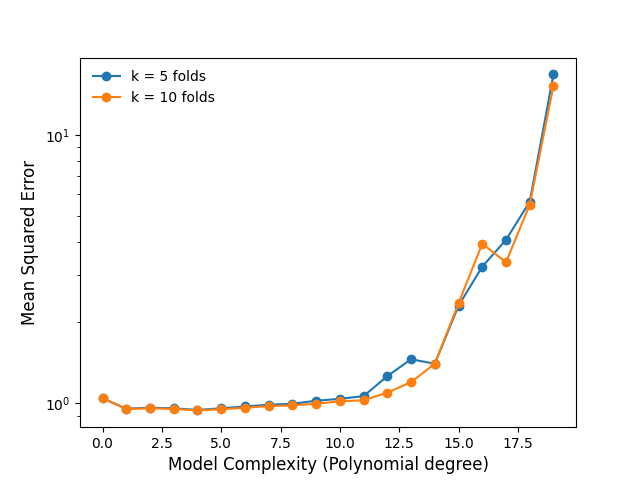 k = 5 folds
k = 10 folds
10¹
10⁰
Mean Squared Error
0.0 2.5 5.0 7.5 10.0 12.5 15.0 17.5
Model Complexity (Polynomial degree)